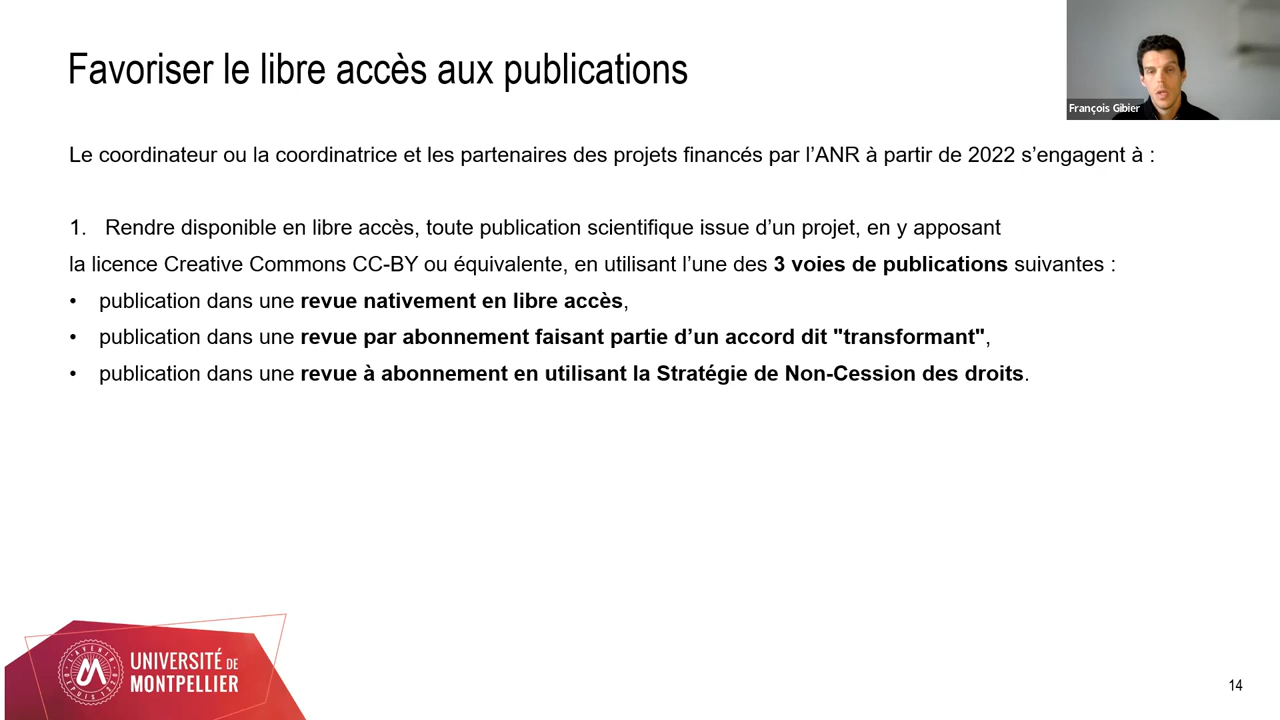 Favoriser le libre accès aux publications
François Gibier
Le coordinateur ou la coordinatrice et les partenaires des projets financés par l’ANR à partir de 2022 s’engagent à :
1. Rendre disponible en libre accès, toute publication scientifique issue d’un projet, en y apposant
la licence Creative Commons CC-BY ou équivalente, en utilisant l’une des 3 voies de publications suivantes :
• publication dans une revue nativement en libre accès,
• publication dans une revue par abonnement faisant partie d’un accord dit "transformant",
• publication dans une revue à abonnement en utilisant la Stratégie de Non-Cession des droits.
L'AVENIR
DEPUIS 1220
UNIVERSITÉ DE
MONTPELLIER
14